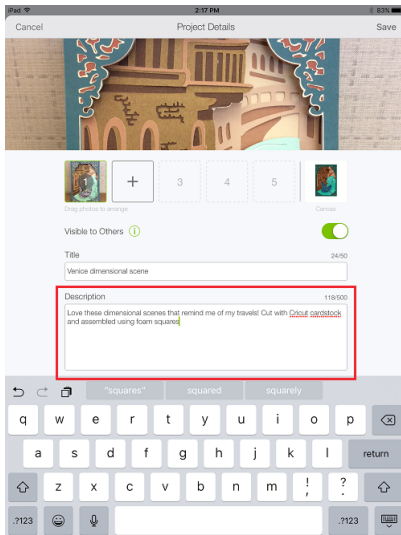 iPad 2:17 PM 83%
Cancel Project Details Save
1 + 3 4 5
Drag photos to arrange Canvas
Visible to Others i
Title 24/50
Venice dimensional scene
Description 118/500
Love these dimensional scenes that remind me of my travels! Cut with Cricut cardstock
and assembled using foam squares
"squares" squared squarely
q w e r t y u i o p
a s d f g h j k l return
z x c v b n m ! , ? .
.?123 .?123